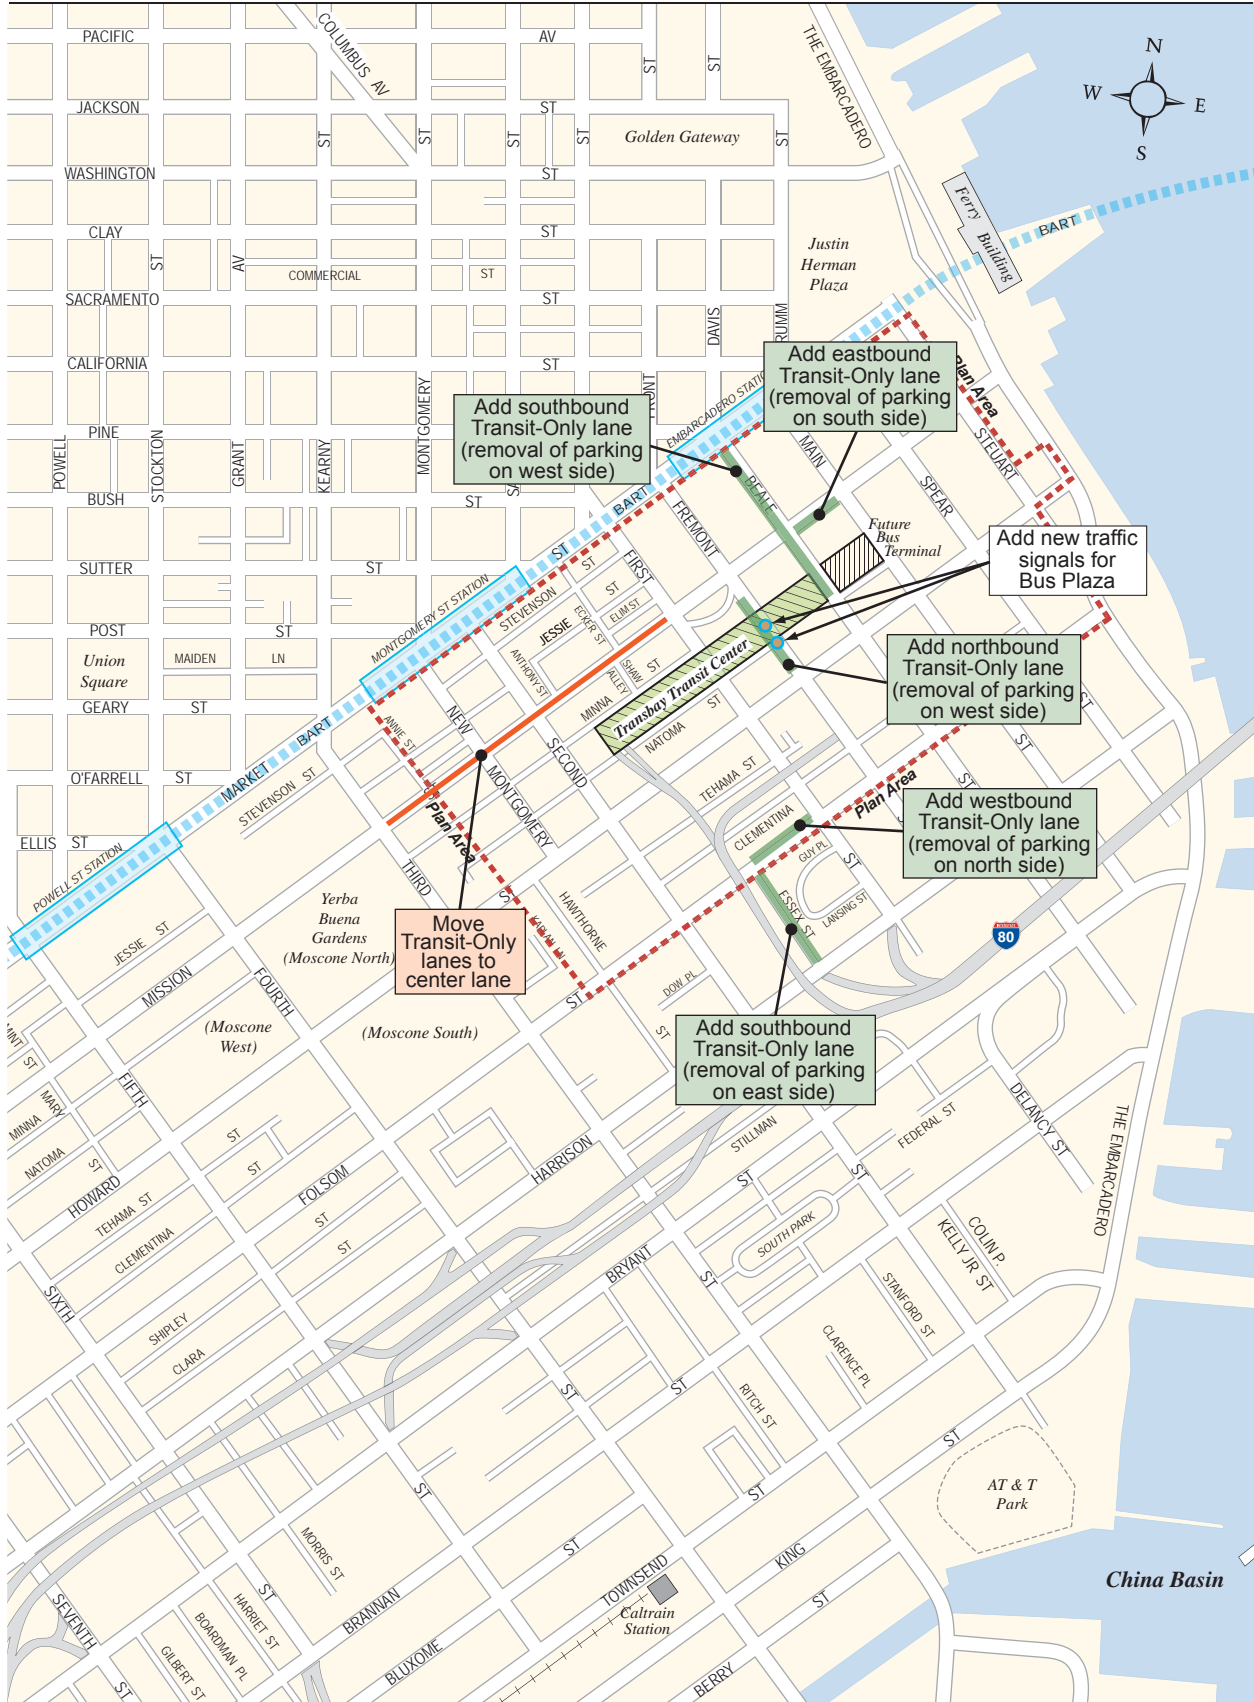 PACIFIC
AV
COLUMBUS AV
ST
ST
THE EMBARCADERO
N
W
E
S
JACKSON
ST
ST
ST
ST
ST
Golden Gateway
ST
WASHINGTON
ST
Ferry
Building
CLAY
ST
BART
ST
AV
COMMERCIAL
ST
Justin
Herman
Plaza
SACRAMENTO
ST
DAVIS
CALIFORNIA
ST
Add eastbound
Transit-Only lane
(removal of parking
on south side)
Plan Area
Add southbound
Transit-Only lane
(removal of parking
on west side)
EMBARCADERO STATION
PINE
POWELL
STOCKTON
GRANT
KEARNY
MONTGOMERY
BUSH
ST
MAIN
STEUART
SPEAR
BEALE
FREMONT
BART
Future
Bus
Terminal
Add new traffic
signals for
Bus Plaza
SUTTER
ST
MONTGOMERY ST STATION
ST
ST
FIRST
STEVENSON
ST
JESSIE
ECKER ST
ELIM ST
ANTHONY ST
POST
ST
Union
Square
MAIDEN
LN
SHAW
ALLEY
ST
MINNA
Transbay Transit Center
Add northbound
Transit-Only lane
(removal of parking
on west side)
GEARY
ST
NEW
MONTGOMERY
ANNIE ST
SECOND
NATOMA
ST
ST
ST
BART
O'FARRELL
ST
MARKET
STEVENSON ST
TEHAMA ST
Plan Area
ST
ELLIS
ST
POWELL ST STATION
Plan Area
THIRD
CLEMENTINA
GUY PL
ST
Add westbound
Transit-Only lane
(removal of parking
on north side)
Yerba
Buena
Gardens
(Moscone North)
HAWTHORNE
KAPLAN LN
ESSEX ST
LANSING ST
80
Move
Transit-Only
lanes to
center lane
JESSIE ST
MISSION
FOURTH
ST
DOW PL
(Moscone
West)
(Moscone South)
ST
Add southbound
Transit-Only lane
(removal of parking
on east side)
MINT
ST
MARY
ST
MINNA
NATOMA
FIFTH
ST
ST
HOWARD
TEHAMA ST
CLEMENTINA
FOLSOM
ST
ST
HARRISON
STILLMAN
ST
ST
FEDERAL ST
DELANCY ST
THE EMBARCADERO
SOUTH PARK
COLIN P.
KELLY JR ST
SIXTH
SHIPLEY
CLARA
BRYANT
ST
STANFORD ST
CLARENCE PL
ST
ST
RITCH ST
ST
ST
ST
AT & T
Park
MORRIS ST
ST
KING
ST
China Basin
TOWNSEND
Caltrain
Station
SEVENTH
ST
HARRIET ST
ST
BOARDMAN PL
GILBERT ST
BRANNAN
BLUXOME
BERRY